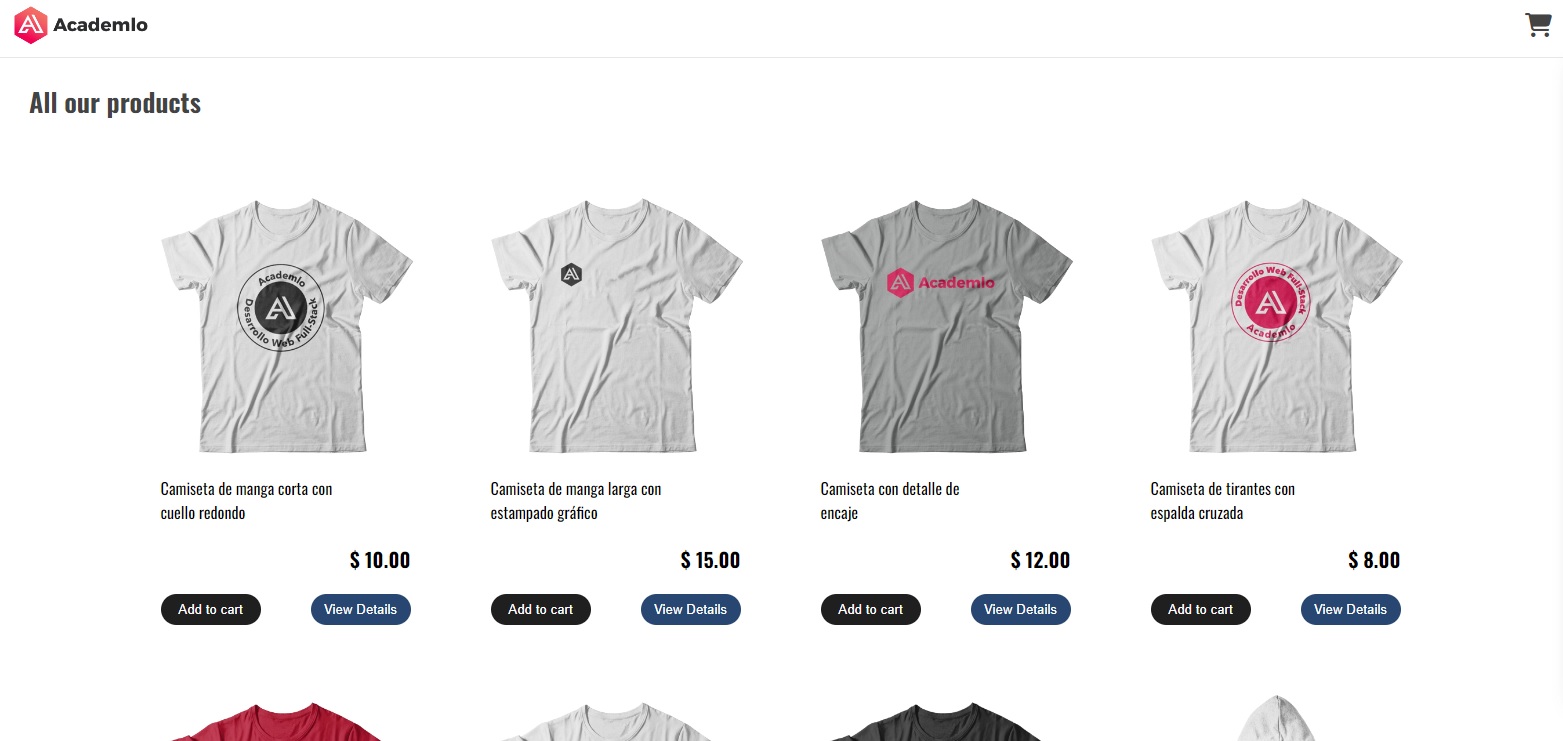 Academlo
All our products
Academlo
Desarrollo Web Full-Stack
Academlo
Desarrollo Web Full-Stack
Academlo
Camiseta de manga corta con
cuello redondo
Camiseta de manga larga con
estampado gráfico
Camiseta con detalle de
encaje
Camiseta de tirantes con
espalda cruzada
$ 10.00
$ 15.00
$ 12.00
$ 8.00
Add to cart
View Details
Add to cart
View Details
Add to cart
View Details
Add to cart
View Details